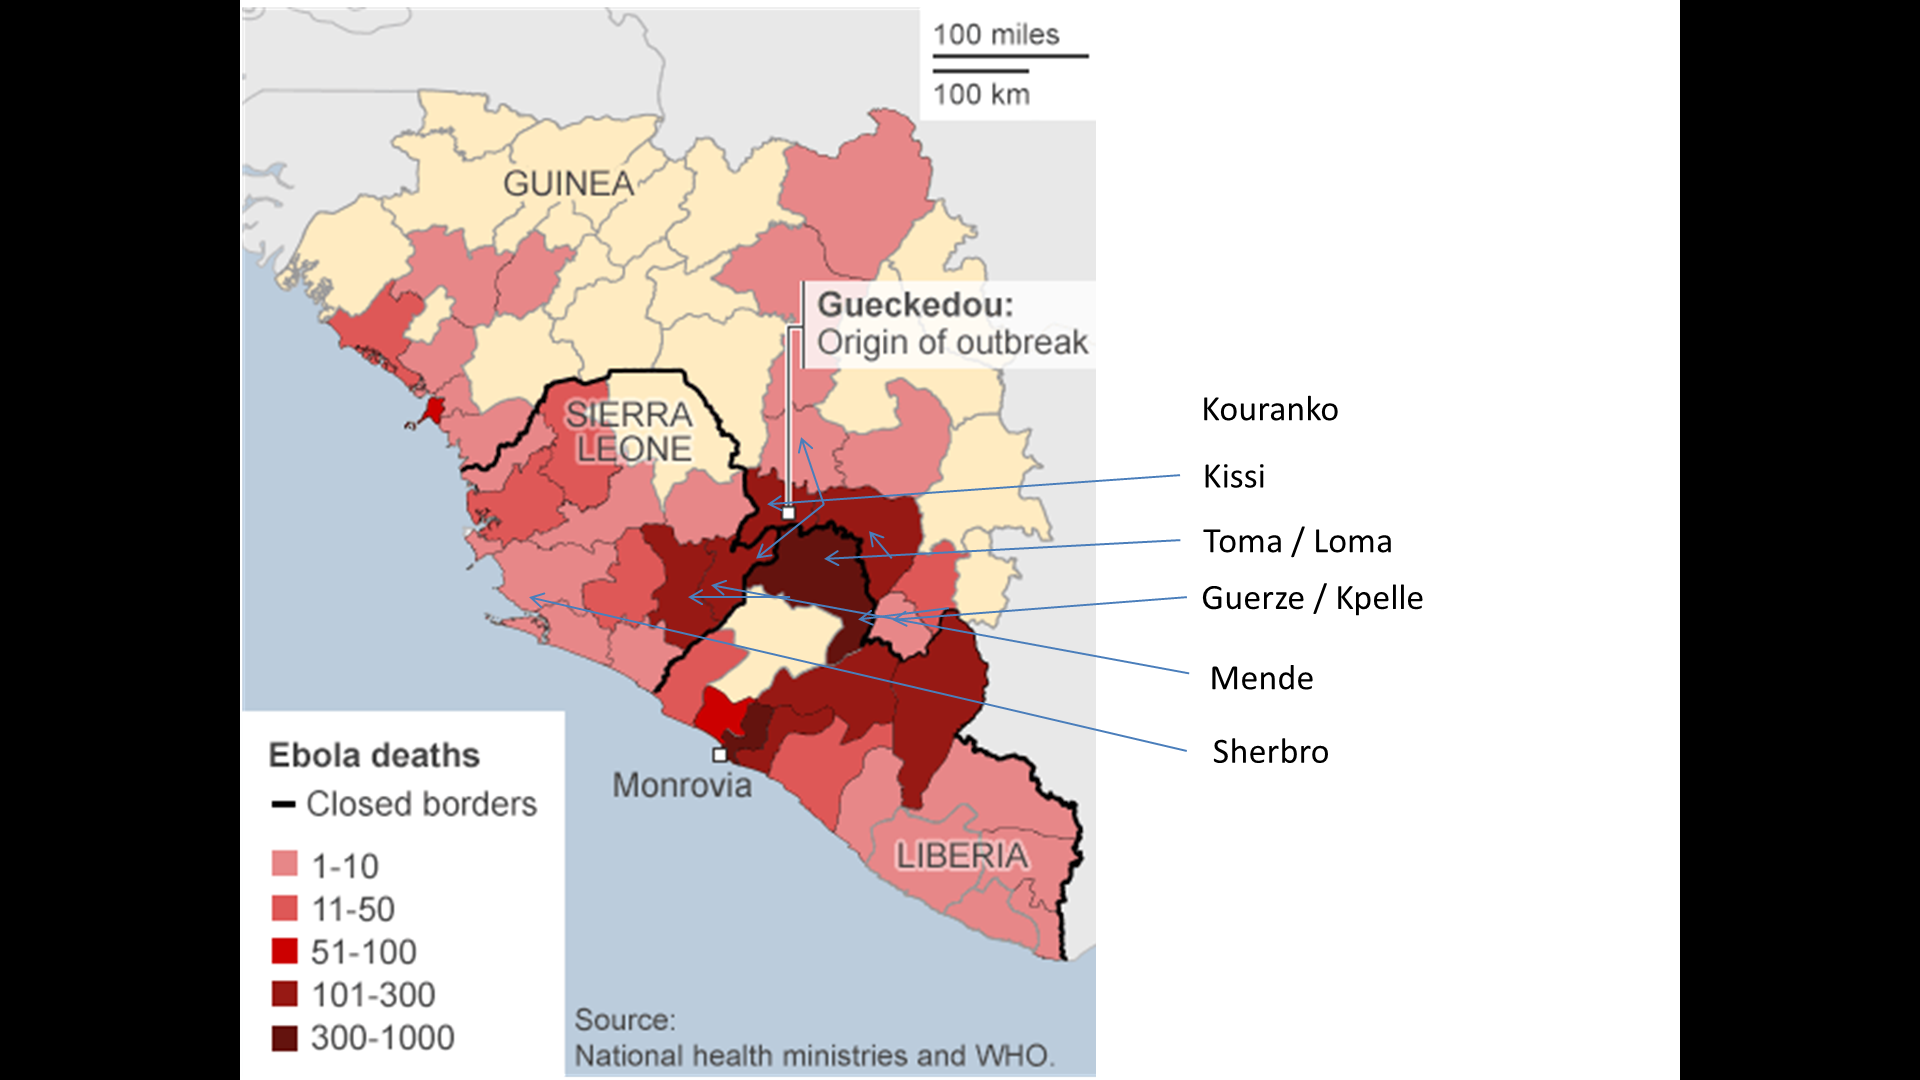 100 miles
100 km
GUINEA
Gueckedou:
Origin of outbreak
SIERRA
LEONE
Kouranko
Kissi
Toma / Loma
Guerze / Kpelle
Mende
Sherbro
Monrovia
LIBERIA
Ebola deaths
Closed borders
1-10
11-50
51-100
101-300
300-1000
Source:
National health ministries and WHO.